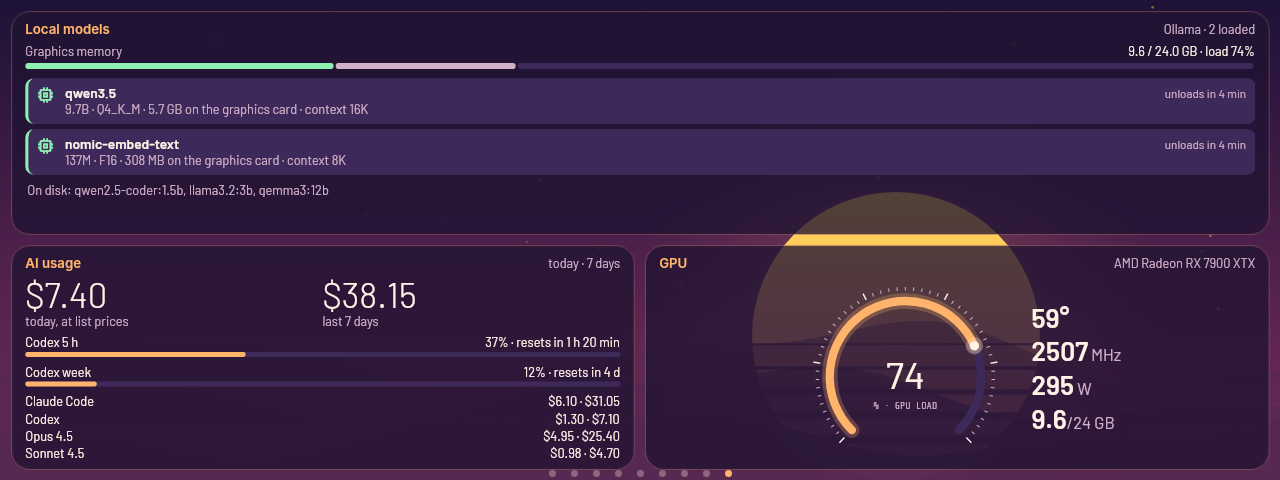 Local models
Ollama · 2 loaded
Graphics memory
9.6 / 24.0 GB · load 74%
qwen3.5
unloads in 4 min
9.7B · Q4_K_M · 5.7 GB on the graphics card · context 16K
nomic-embed-text
unloads in 4 min
137M · F16 · 308 MB on the graphics card · context 8K
On disk: qwen2.5-coder:1.5b, llama3.2:3b, gemma3:12b
AI usage
today · 7 days
$7.40
$38.15
today, at list prices
last 7 days
Codex 5 h
37% · resets in 1 h 20 min
Codex week
12% · resets in 4 d
Claude Code
$6.10 · $31.05
Codex
$1.30 · $7.10
Opus 4.5
$4.95 · $25.40
Sonnet 4.5
$0.98 · $4.70
GPU
AMD Radeon RX 7900 XTX
74
% · GPU LOAD
59°
2507 MHz
295 W
9.6/24 GB